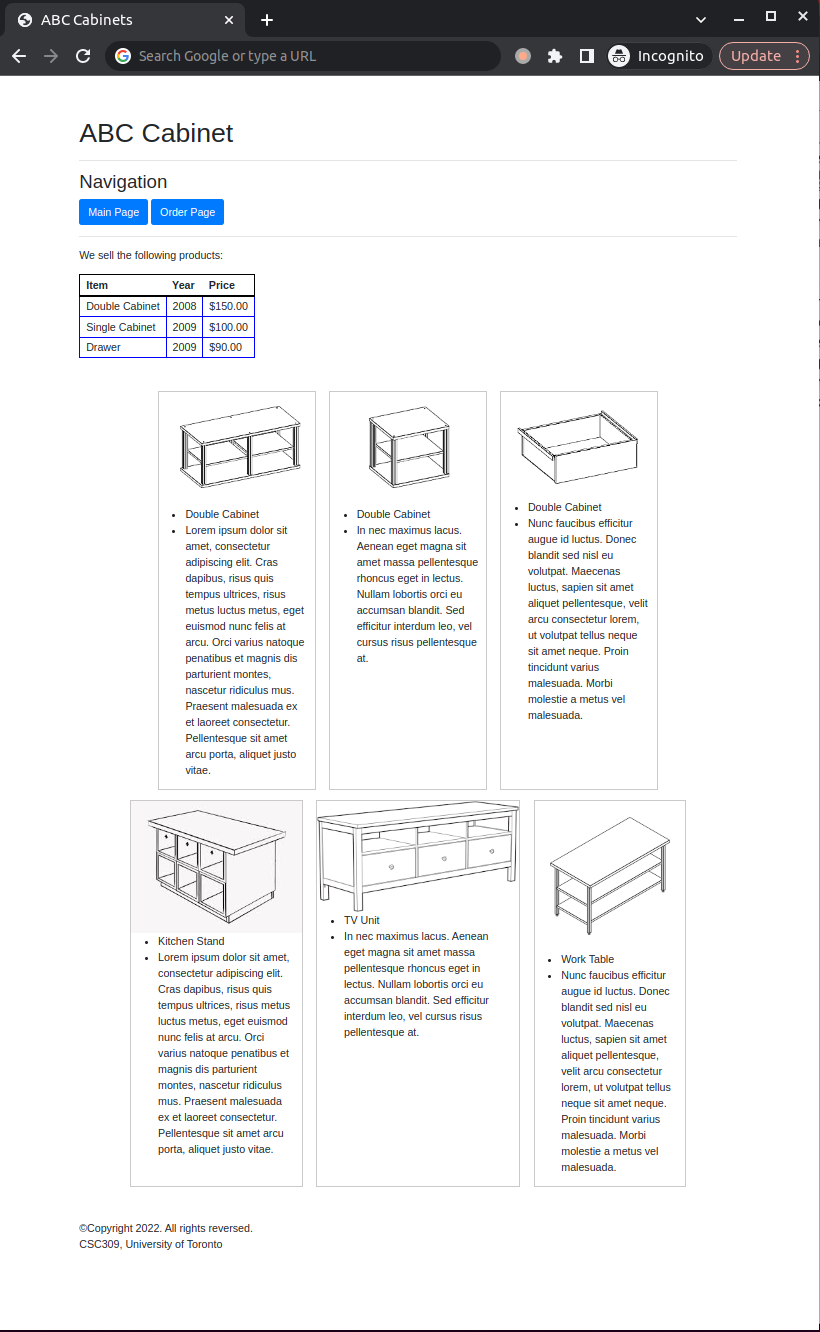 ABC Cabinets
Search Google or type a URL
Incognito
Update
ABC Cabinet
Navigation
Main Page
Order Page
We sell the following products:
Item Year Price
Double Cabinet 2008 $150.00
Single Cabinet 2009 $100.00
Drawer 2009 $90.00
Double Cabinet
Lorem ipsum dolor sit
amet, consectetur
adipiscing elit. Cras
dapibus, risus quis
tempus ultrices, risus
metus luctus metus, eget
euismod nunc felis at
arcu. Orci varius natoque
penatibus et magnis dis
parturient montes,
nascetur ridiculus mus.
Praesent malesuada ex
et laoreet consectetur.
Pellentesque sit amet
arcu porta, aliquet justo
vitae.
Double Cabinet
In nec maximus lacus.
Aenean eget magna sit
amet massa pellentesque
rhoncus eget in lectus.
Nullam lobortis orci eu
accumsan blandit. Sed
efficitur interdum leo, vel
cursus risus pellentesque
at.
Double Cabinet
Nunc faucibus efficitur
augue id luctus. Donec
blandit sed nisl eu
volutpat. Maecenas
luctus, sapien sit amet
aliquet pellentesque, velit
arcu consectetur lorem,
ut volutpat tellus neque
sit amet neque. Proin
tincidunt varius
malesuada. Morbi
molestie a metus vel
malesuada.
Kitchen Stand
Lorem ipsum dolor sit amet,
consectetur adipiscing elit.
Cras dapibus, risus quis
tempus ultrices, risus metus
luctus metus, eget euismod
nunc felis at arcu. Orci
varius natoque penatibus et
magnis dis parturient
montes, nascetur ridiculus
mus. Praesent malesuada
ex et laoreet consectetur.
Pellentesque sit amet arcu
porta, aliquet justo vitae.
TV Unit
In nec maximus lacus. Aenean
eget magna sit amet massa
pellentesque rhoncus eget in
lectus. Nullam lobortis orci eu
accumsan blandit. Sed efficitur
interdum leo, vel cursus risus
pellentesque at.
Work Table
Nunc faucibus efficitur
augue id luctus. Donec
blandit sed nisl eu
volutpat. Maecenas
luctus, sapien sit amet
aliquet pellentesque,
velit arcu consectetur
lorem, ut volutpat tellus
neque sit amet neque.
Proin tincidunt varius
malesuada. Morbi
molestie a metus vel
malesuada.
©Copyright 2022. All rights reversed.
CSC309, University of Toronto